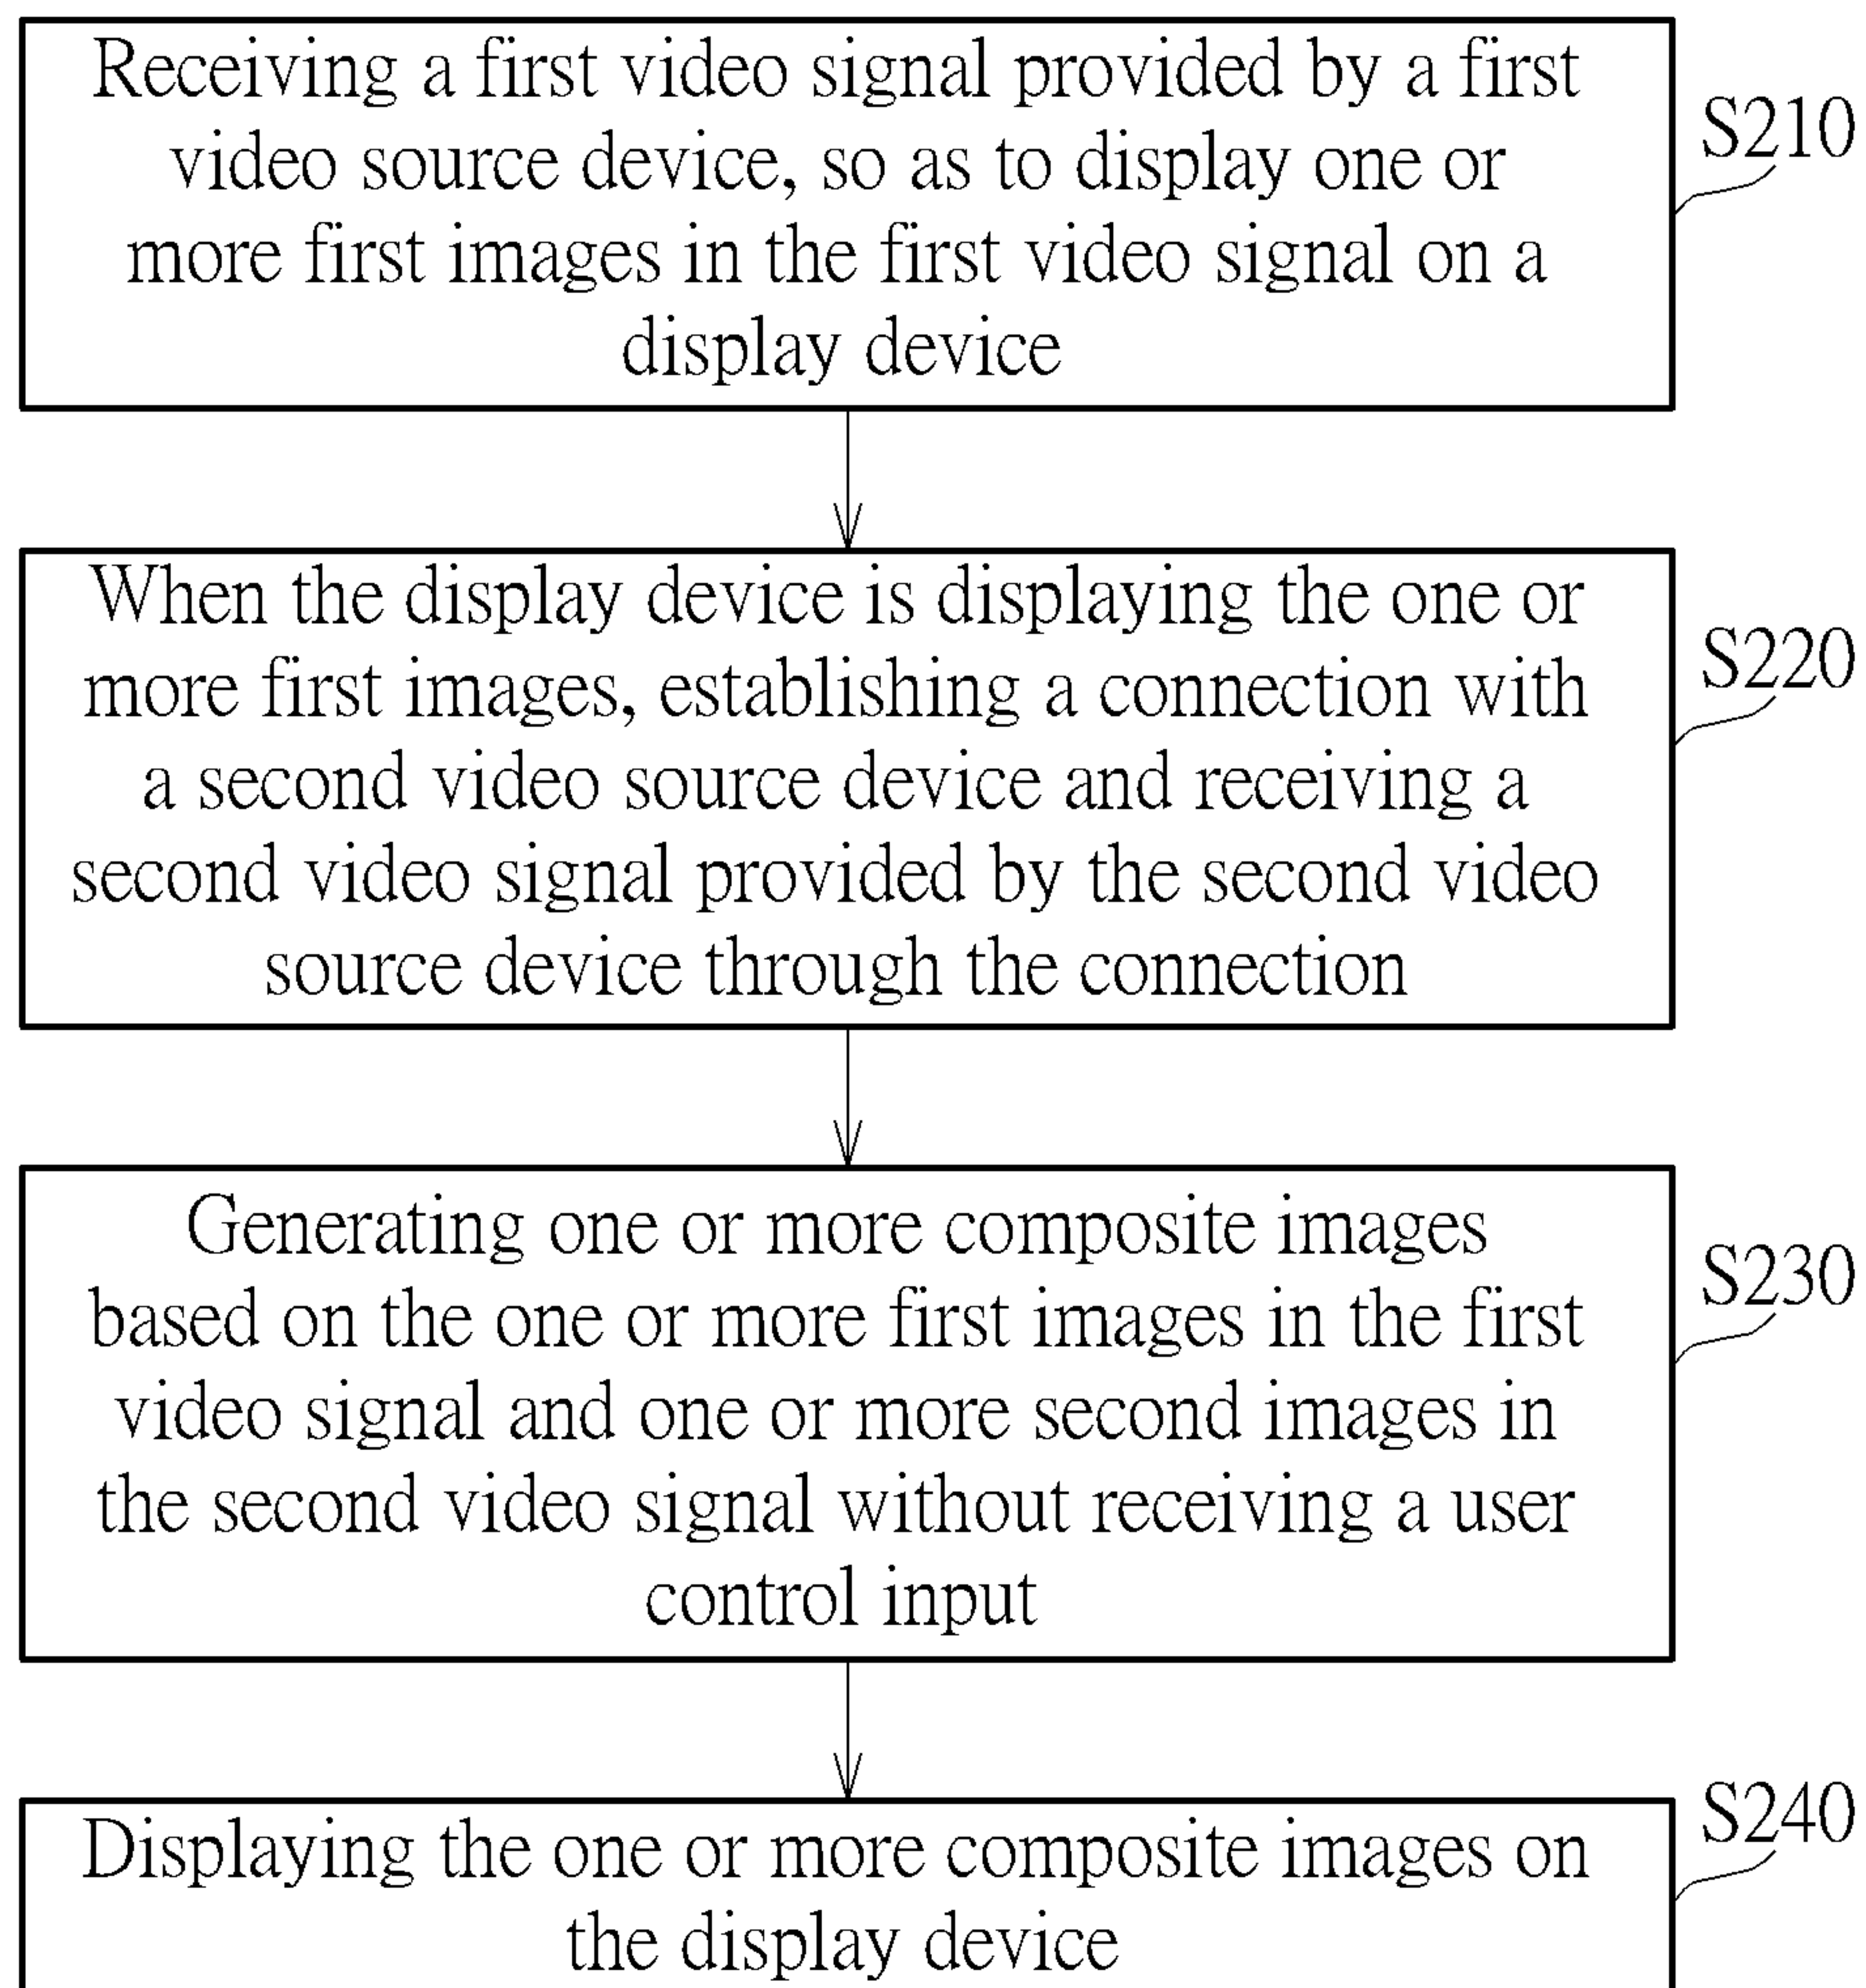 Receiving a first video signal provided by a first
video source device, so as to display one or
more first images in the first video signal on a
display device
S210
When the display device is displaying the one or
more first images, establishing a connection with
a second video source device and receiving a
second video signal provided by the second video
source device through the connection
S220
Generating one or more composite images
based on the one or more first images in the first
video signal and one or more second images in
the second video signal without receiving a user
control input
S230
Displaying the one or more composite images on
the display device
S240